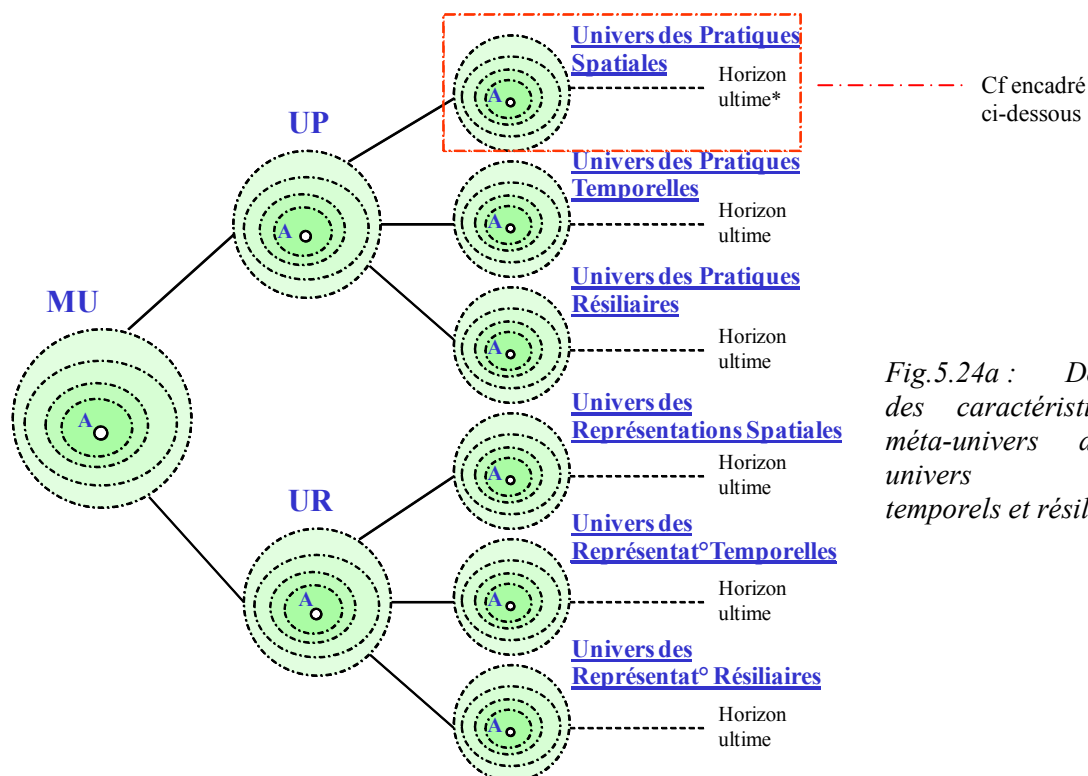 Univers des Pratiques
Spatiales
A
Horizon
ultime*
Cf encadré
ci-dessous
UP
A
Univers des Pratiques
Temporelles
A
Horizon
ultime
Univers des Pratiques
Résiliaires
A
Horizon
ultime
MU
A
Fig.5.24a :
des caractéristi
méta-univers
univers
temporels et résil
Univers des
Représentations Spatiales
A
Horizon
ultime
UR
A
Univers des
Représentat°Temporelles
A
Horizon
ultime
Univers des
Représentat° Résiliaires
A
Horizon
ultime